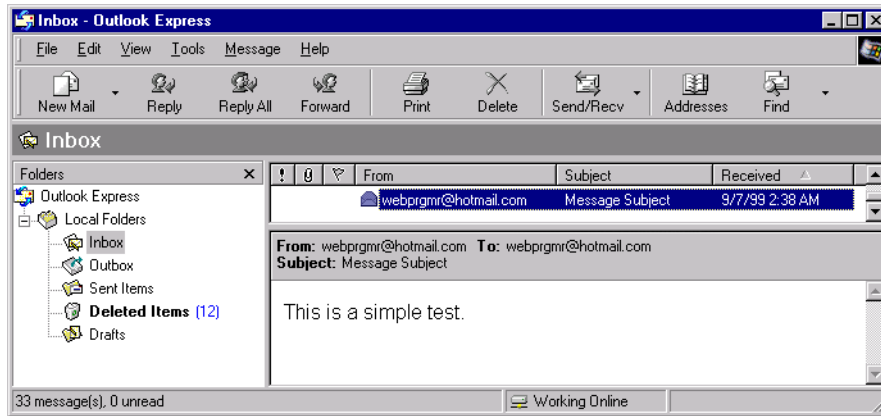 Inbox - Outlook Express
File Edit View Tools Message Help
New Mail Reply Reply All Forward Print Delete Send/Recv Addresses Find
Inbox
Folders
Outlook Express
Local Folders
Inbox
Outbox
Sent Items
Deleted Items (12)
Drafts
! From Subject Received
webprgmr@hotmail.com Message Subject 9/7/99 2:38 AM
From: webprgmr@hotmail.com To: webprgmr@hotmail.com
Subject: Message Subject
This is a simple test.
33 message(s), 0 unread Working Online